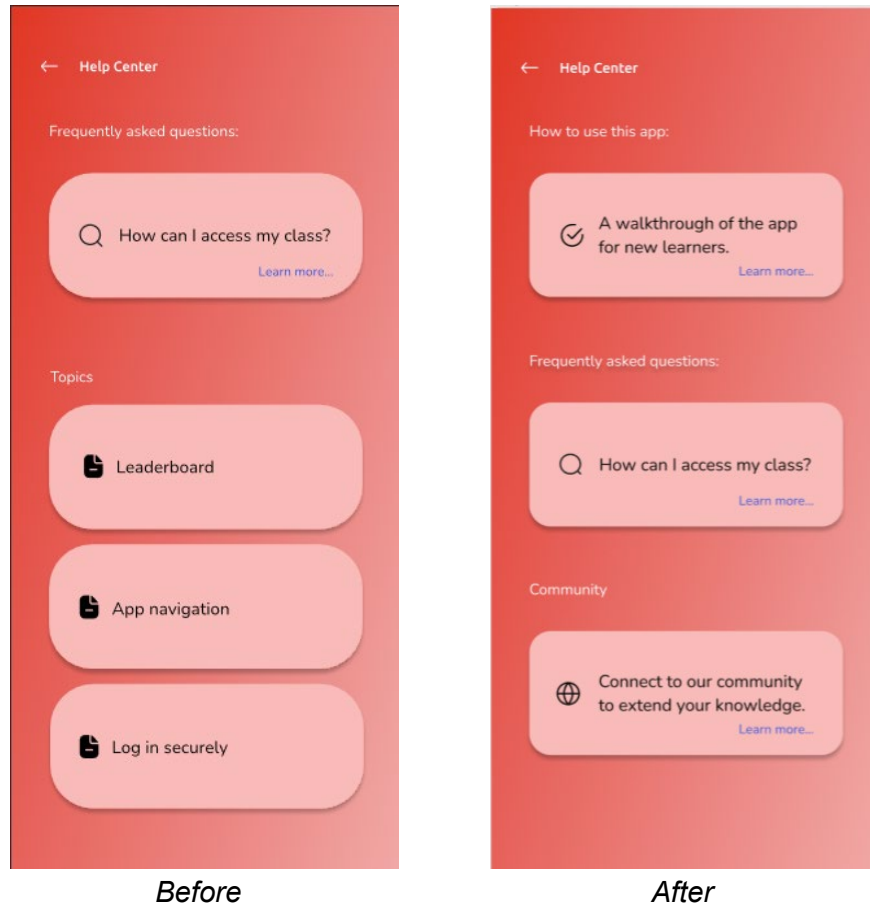 Help Center
Frequently asked questions:
How can I access my class?
Learn more...
Topics
Leaderboard
App navigation
Log in securely
Before
Help Center
How to use this app:
A walkthrough of the app
for new learners.
Learn more...
Frequently asked questions:
How can I access my class?
Learn more...
Community
Connect to our community
to extend your knowledge.
Learn more...
After